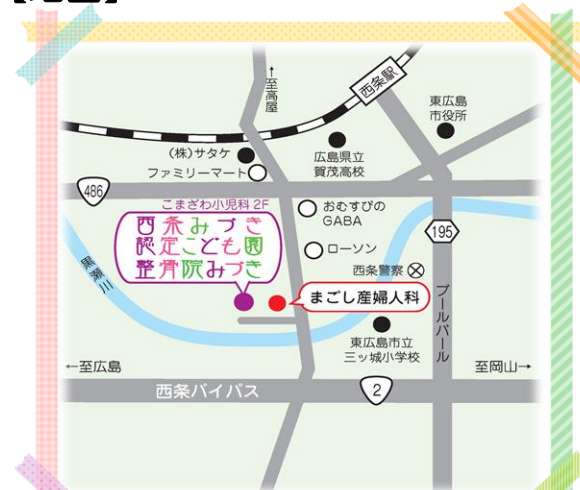 【地図】
西条駅
←至高屋
東広島
市役所
(株)サタケ
広島県立
賀茂高校
ファミリーマート
486
こまざわ小児科 2F
西条みづき
認定こども園
整骨院みづき
おむすびの
GABA
195
ローソン
黒瀬川
西条警察
まごし産婦人科
ブールバール
東広島市立
三ッ城小学校
←至広島
至岡山→
西条バイパス
2